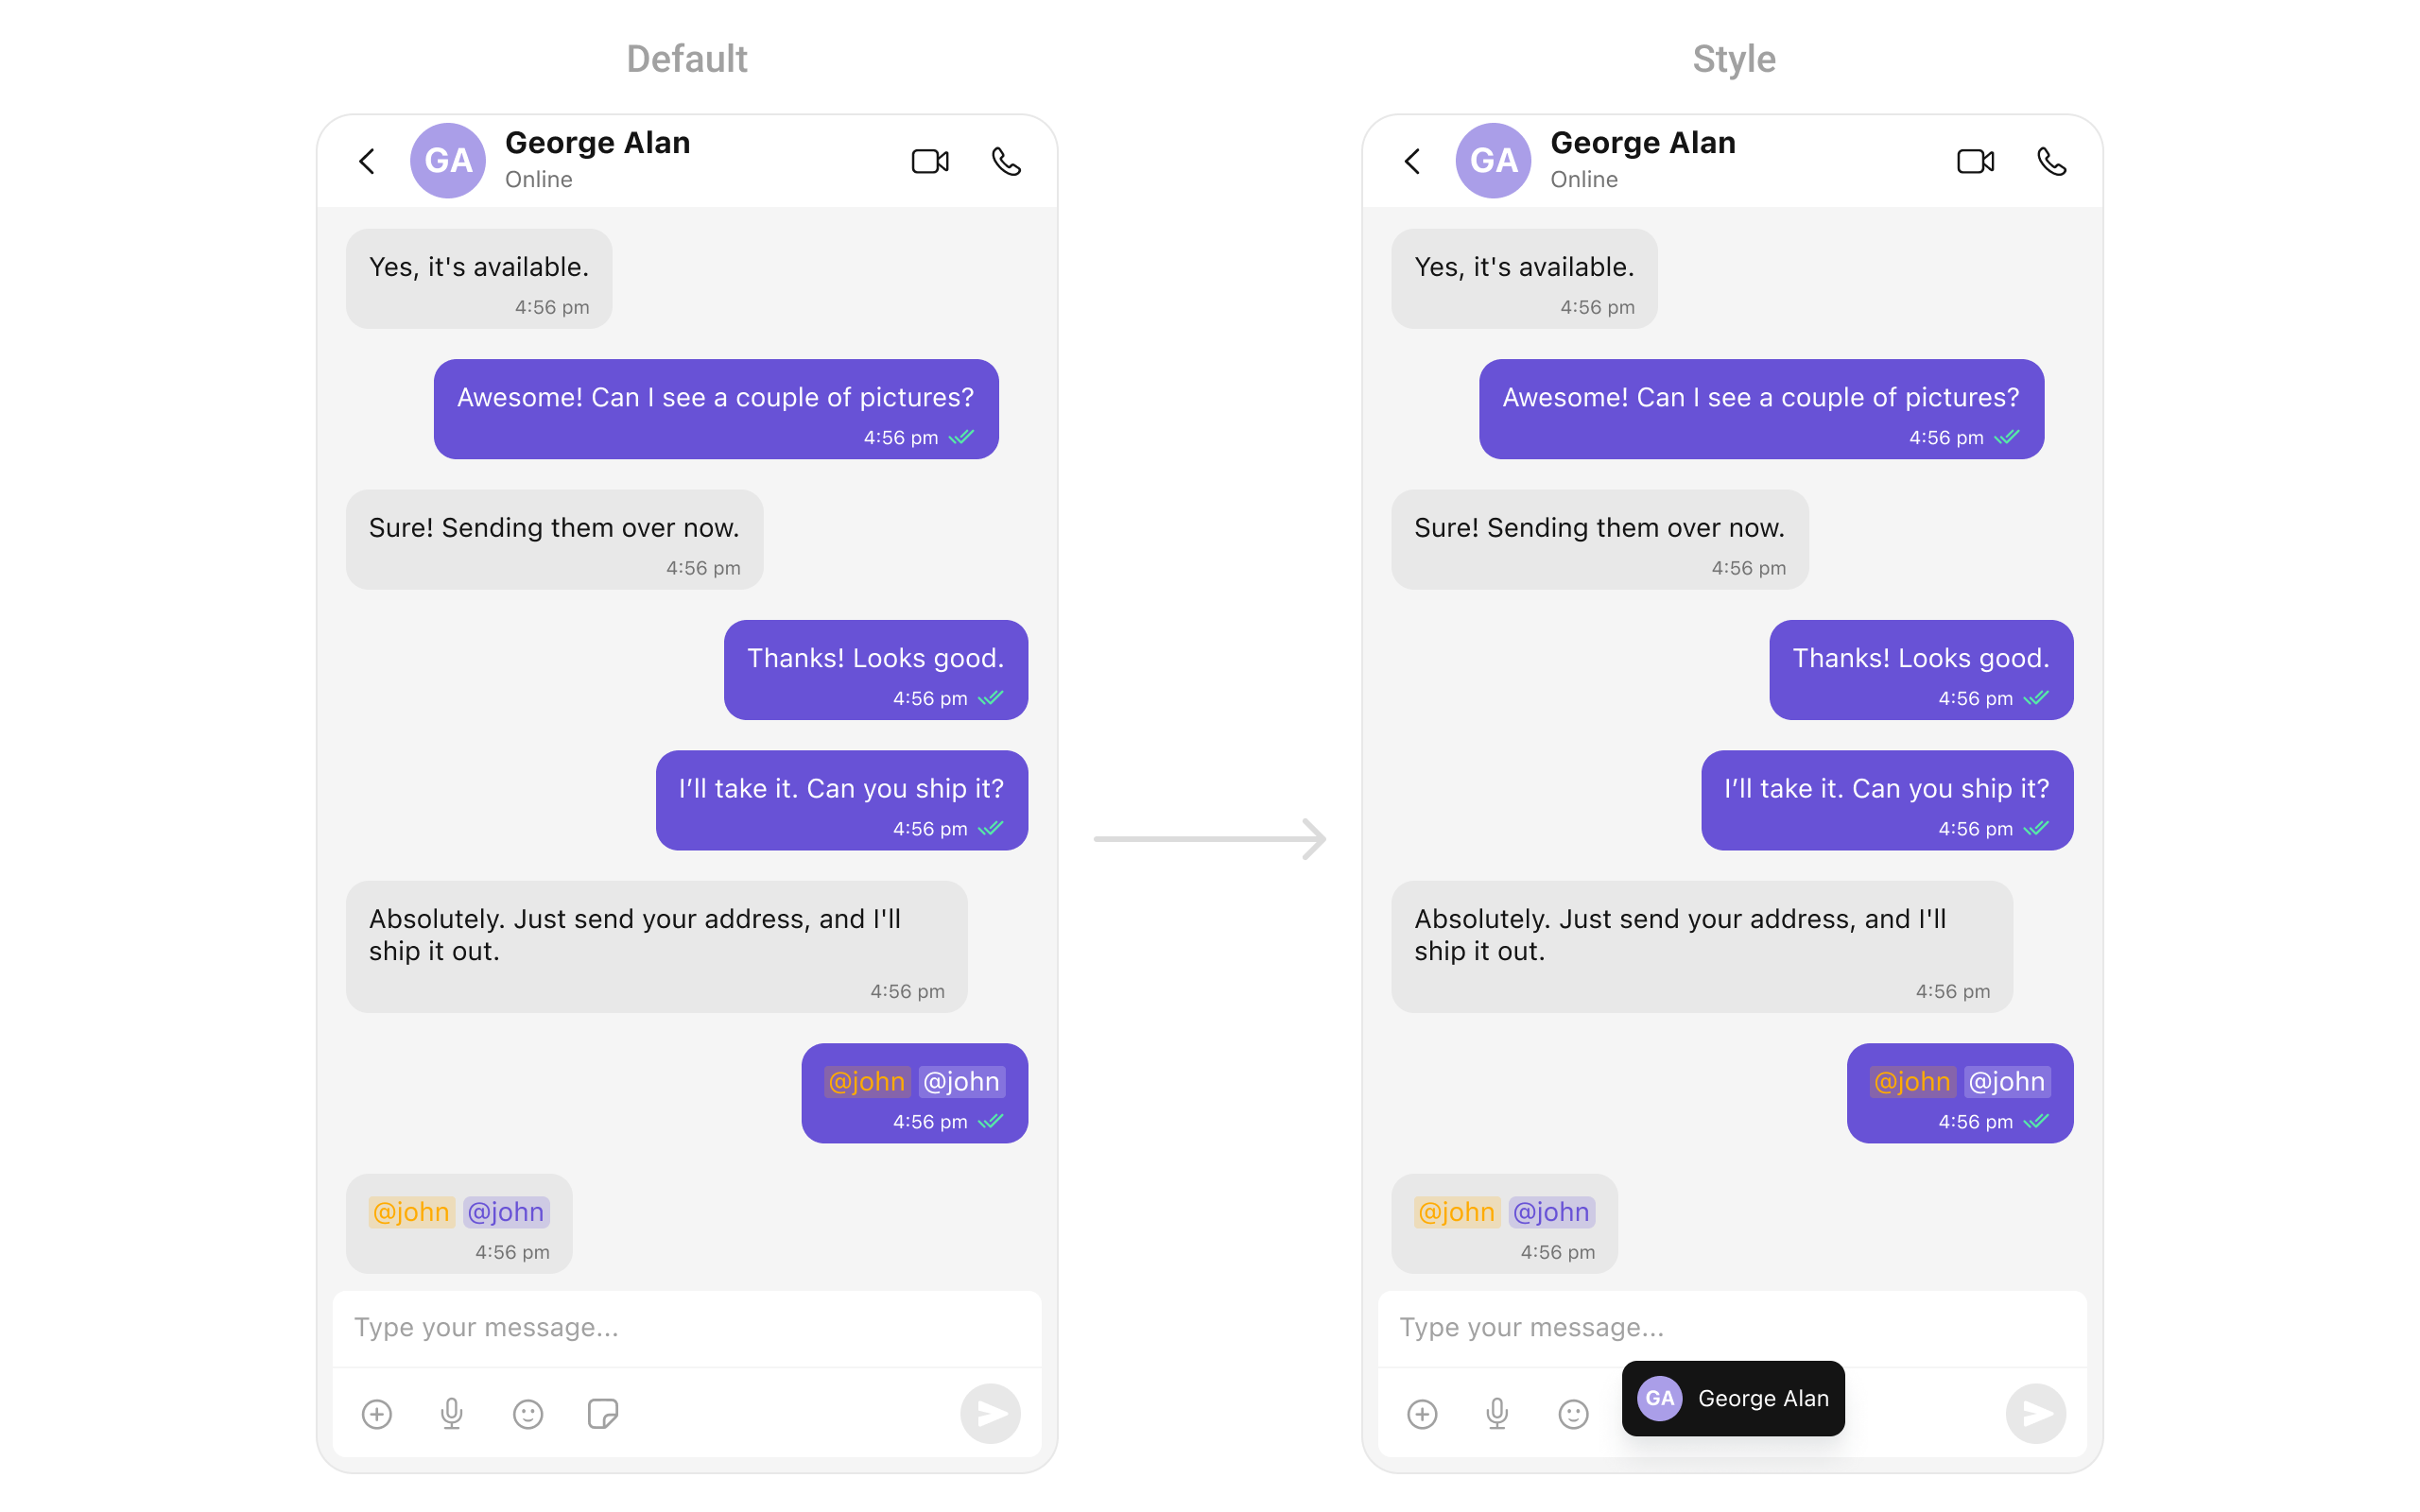 Default
GA
George Alan
Online
Yes, it's available.
4:56 pm
Awesome! Can I see a couple of pictures?
4:56 pm
Sure! Sending them over now.
4:56 pm
Thanks! Looks good.
4:56 pm
I’ll take it. Can you ship it?
4:56 pm
Absolutely. Just send your address, and I'll
ship it out.
4:56 pm
@john @john
4:56 pm
@john @john
4:56 pm
Type your message...
Style
GA
George Alan
Online
Yes, it's available.
4:56 pm
Awesome! Can I see a couple of pictures?
4:56 pm
Sure! Sending them over now.
4:56 pm
Thanks! Looks good.
4:56 pm
I’ll take it. Can you ship it?
4:56 pm
Absolutely. Just send your address, and I'll
ship it out.
4:56 pm
@john @john
4:56 pm
@john @john
4:56 pm
Type your message...
GA George Alan